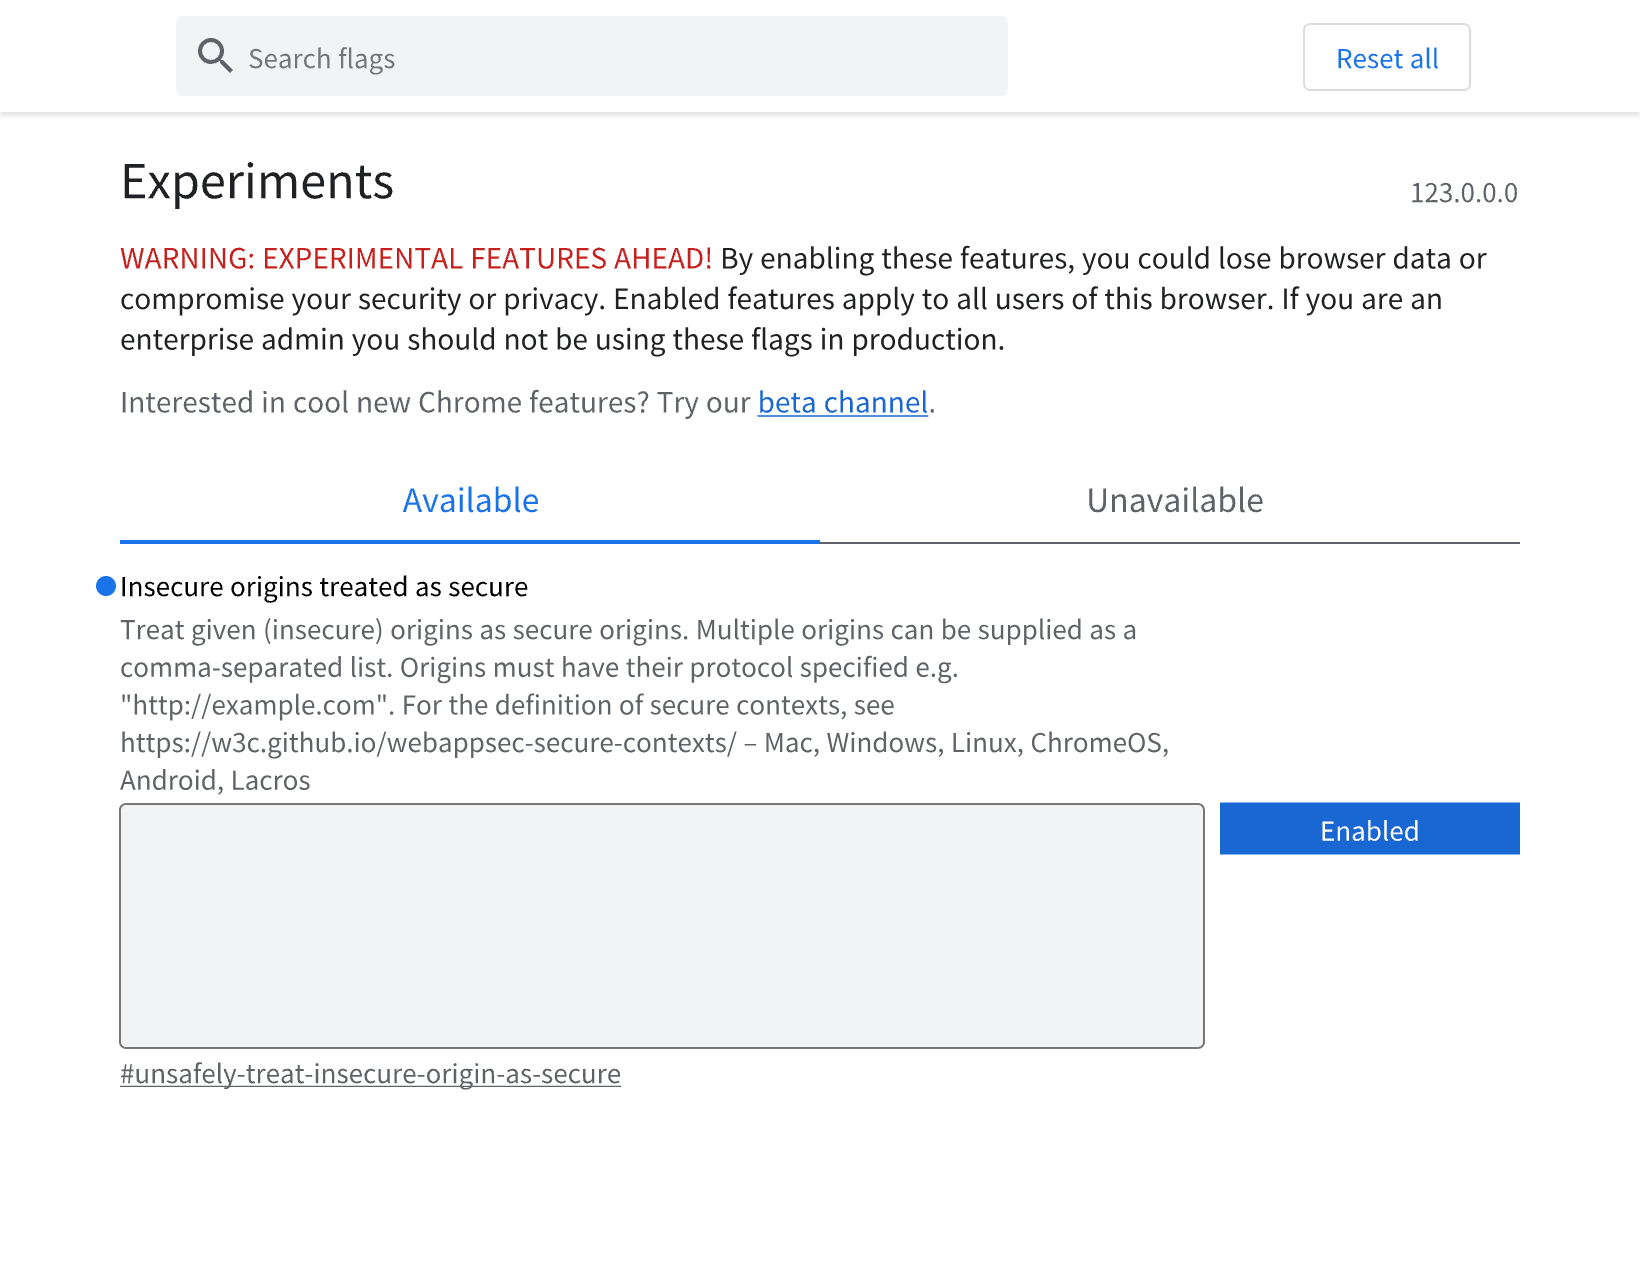 Search flags
Reset all
Experiments
123.0.0.0
WARNING: EXPERIMENTAL FEATURES AHEAD! By enabling these features, you could lose browser data or
compromise your security or privacy. Enabled features apply to all users of this browser. If you are an
enterprise admin you should not be using these flags in production.
Interested in cool new Chrome features? Try our beta channel.
Available
Unavailable
Insecure origins treated as secure
Treat given (insecure) origins as secure origins. Multiple origins can be supplied as a
comma-separated list. Origins must have their protocol specified e.g.
"http://example.com". For the definition of secure contexts, see
https://w3c.github.io/webappsec-secure-contexts/ – Mac, Windows, Linux, ChromeOS,
Android, Lacros
Enabled
#unsafely-treat-insecure-origin-as-secure